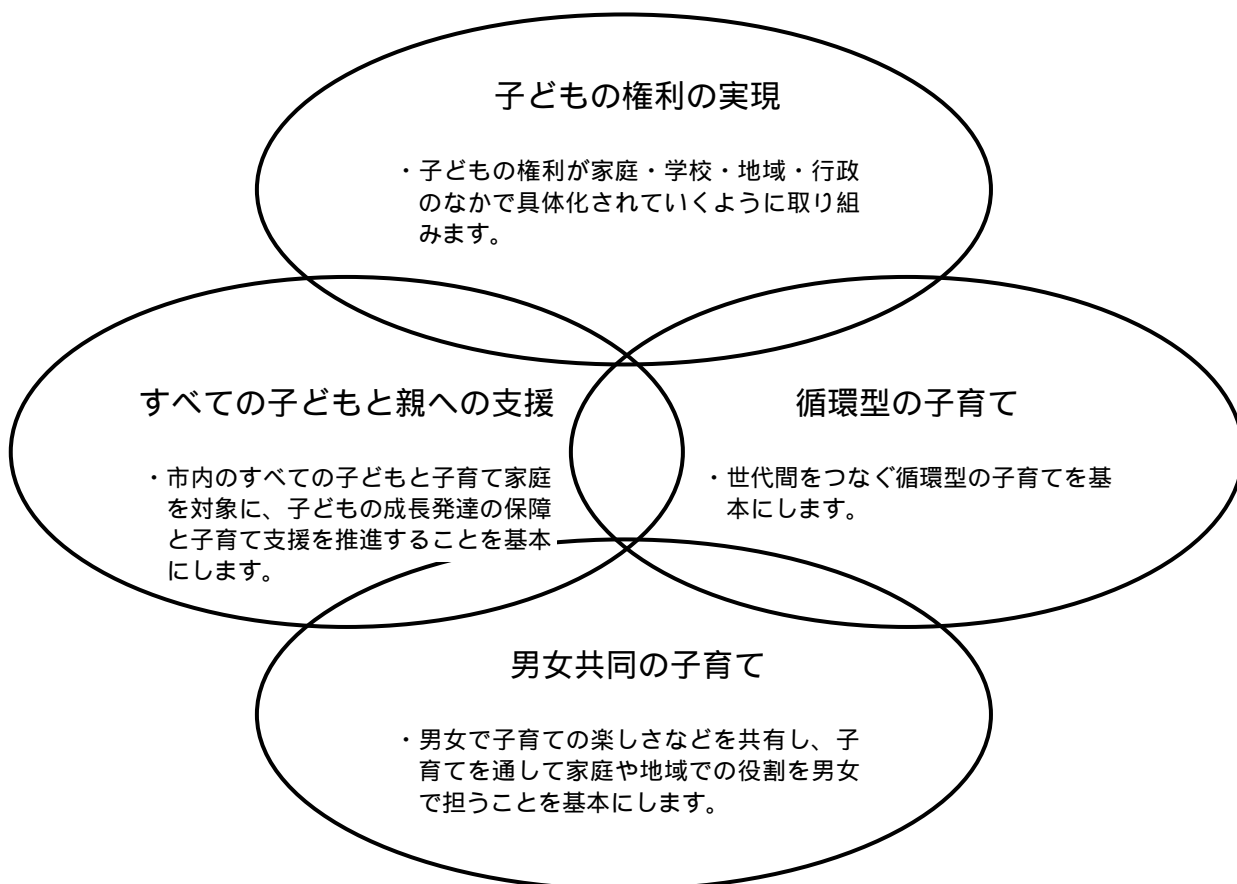 子どもの権利の実現
・子どもの権利が家庭・学校・地域・行政
のなかで具体化されていくように取り組
みます。
すべての子どもと親への支援
・市内のすべての子どもと子育て家庭
を対象に、子どもの成長発達の保障
と子育て支援を推進することを基本
にします。
循環型の子育て
・世代間をつなぐ循環型の子育てを基
本にします。
男女共同の子育て
・男女で子育ての楽しさなどを共有し、子
育てを通して家庭や地域での役割を男女
で担うことを基本にします。